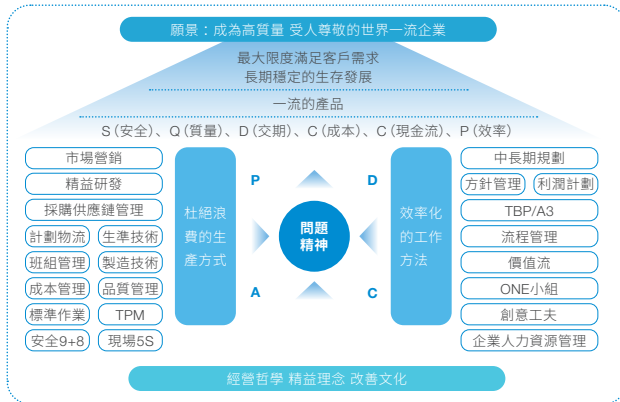 願景：成為高質量 受人尊敬的世界一流企業
最大限度滿足客戶需求
長期穩定的生存發展
一流的產品
S（安全）、Q（質量）、D（交期）、C（成本）、C（現金流）、P（效率）
市場營銷
精益研發
採購供應鏈管理
計劃物流
生準技術
班組管理
製造技術
成本管理
品質管理
標準作業
TPM
安全9+8
現場5S
杜絕浪
費的生
產方式
P
D
問題
精神
A
C
效率化
的工作
方法
中長期規劃
方針管理
利潤計劃
TBP/A3
流程管理
價值流
ONE小組
創意工夫
企業人力資源管理
經營哲學 精益理念 改善文化